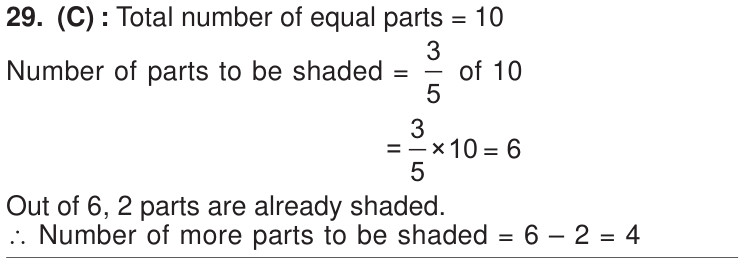 29. (C) : Total number of equal parts = 10
Number of parts to be shaded = 3/5 of 10
= 3/5 × 10 = 6
Out of 6, 2 parts are already shaded.
∴ Number of more parts to be shaded = 6 – 2 = 4